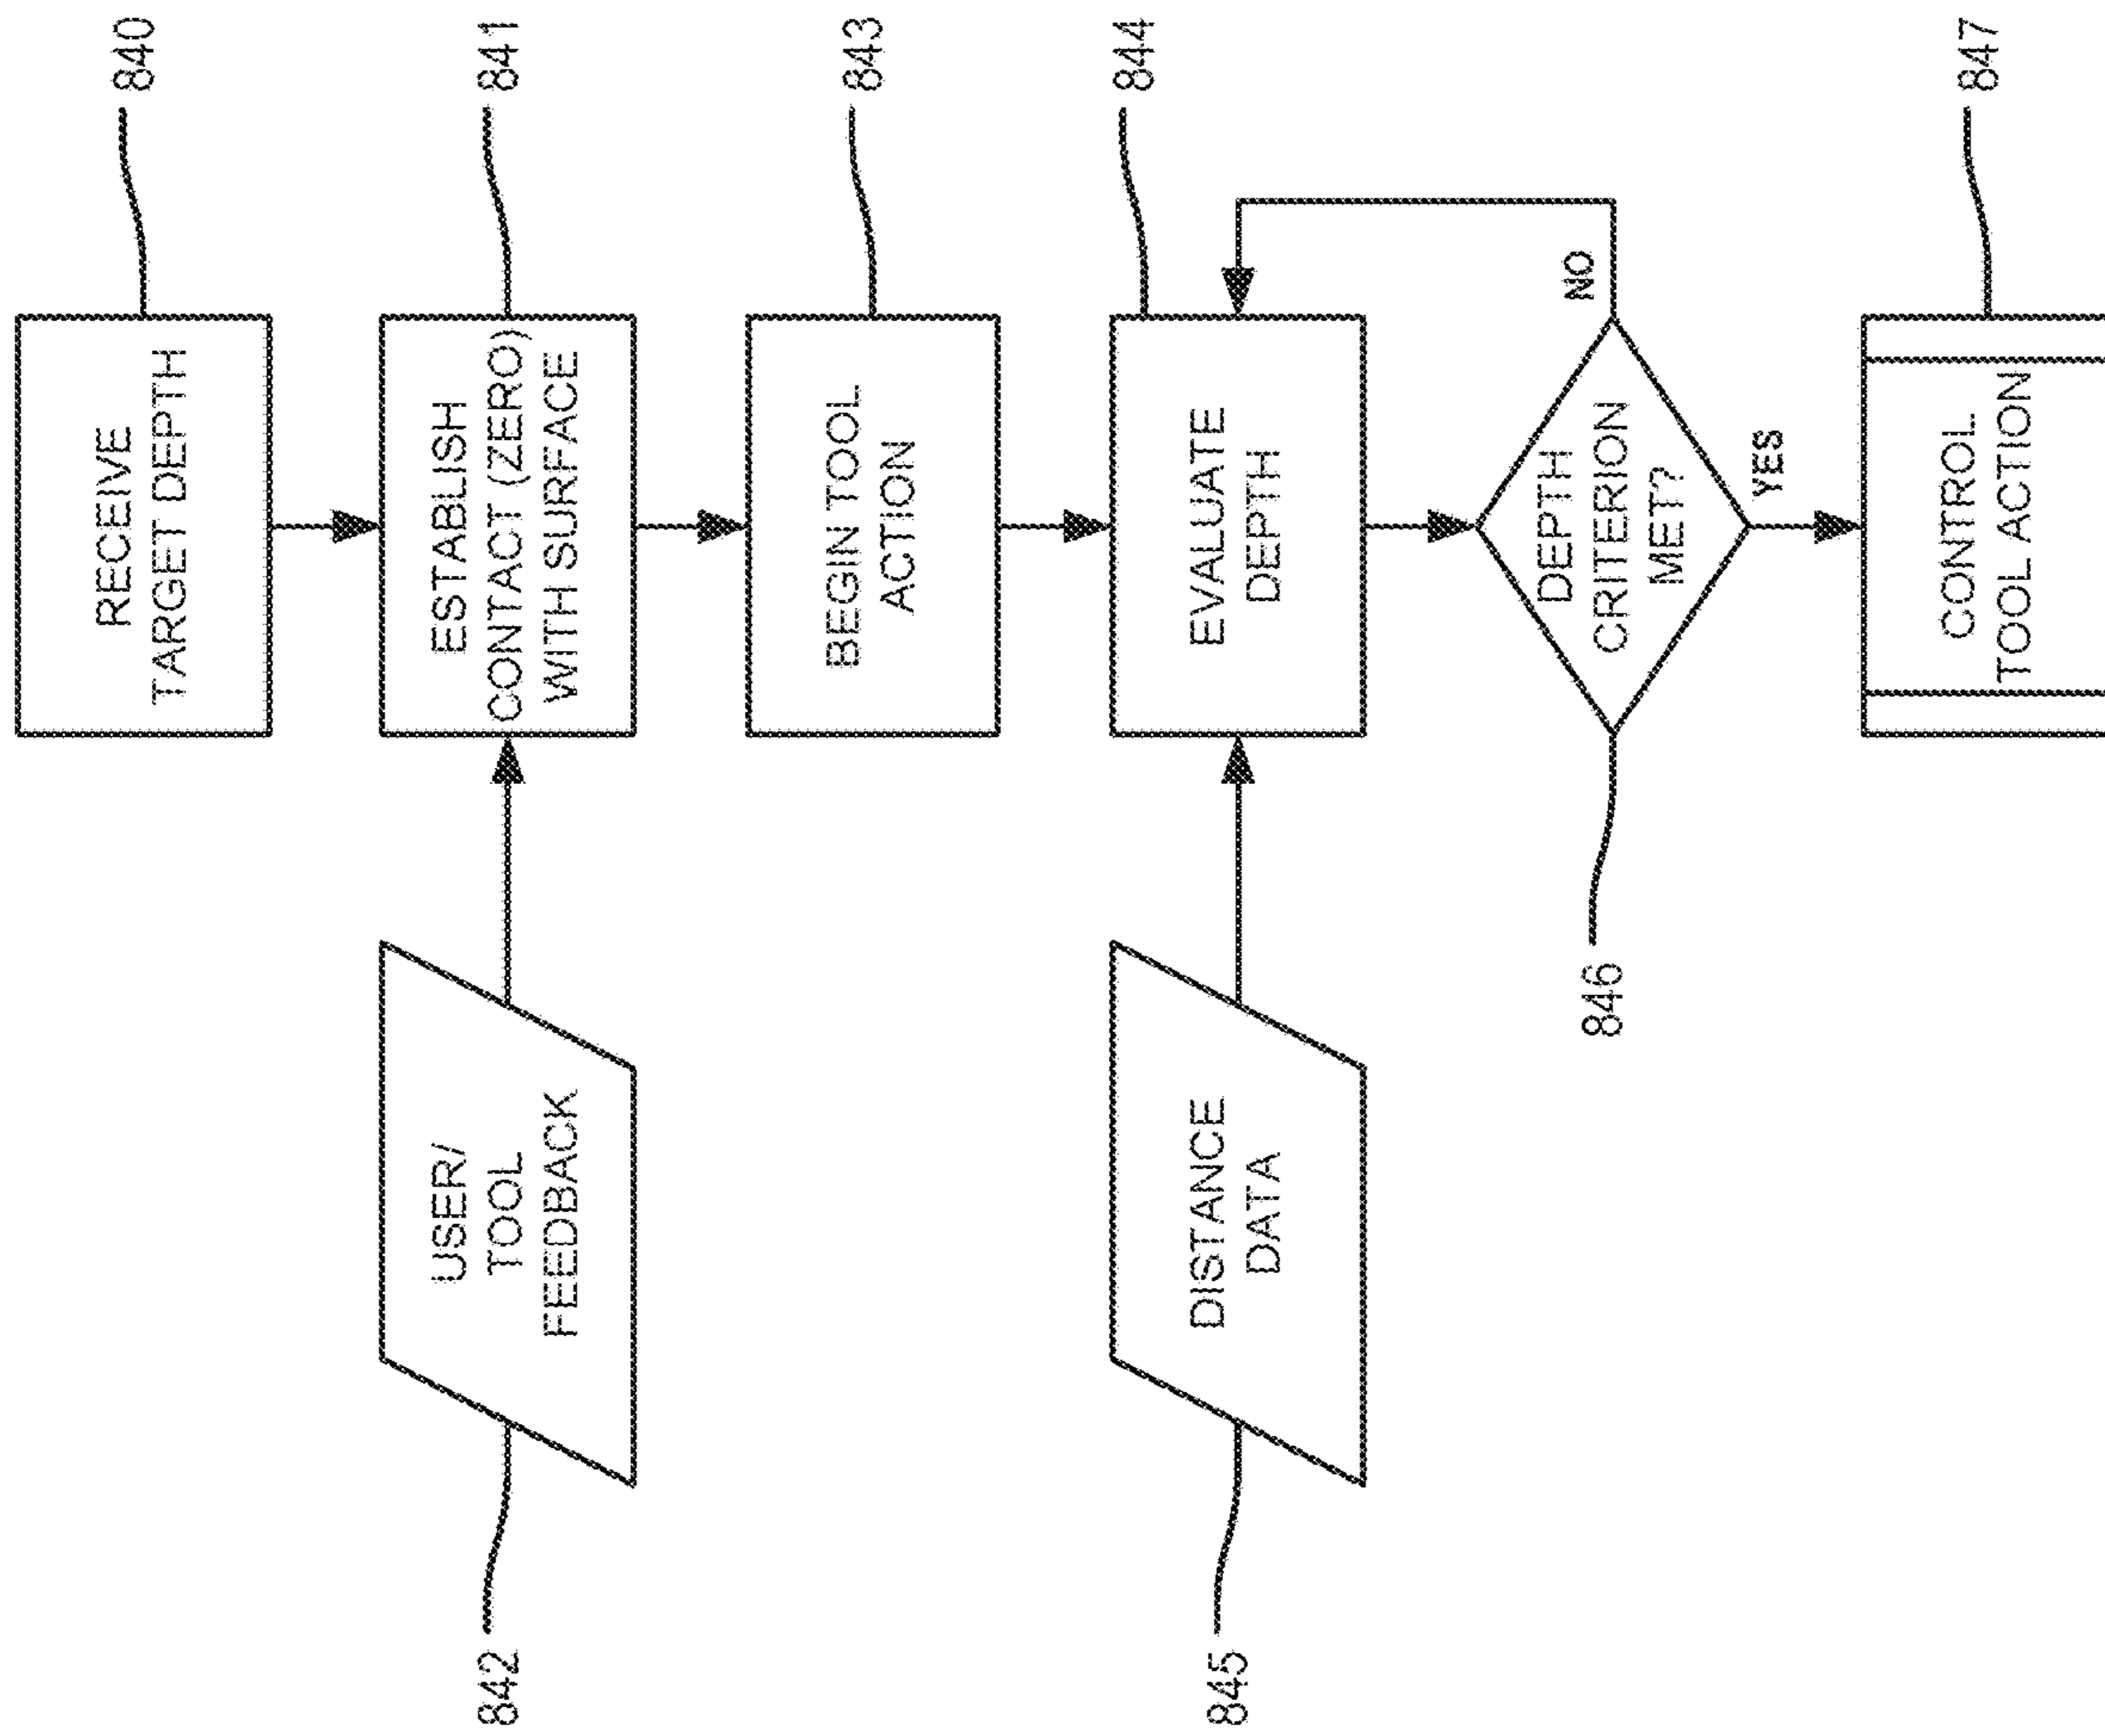 840
RECEIVE
TARGET DEPTH
841
ESTABLISH
CONTACT (ZERO)
WITH SURFACE
842
USER/
TOOL
FEEDBACK
843
BEGIN TOOL
ACTION
844
EVALUATE
DEPTH
845
DISTANCE
DATA
NO
DEPTH
CRITERION
MET?
846
YES
847
CONTROL
TOOL ACTION